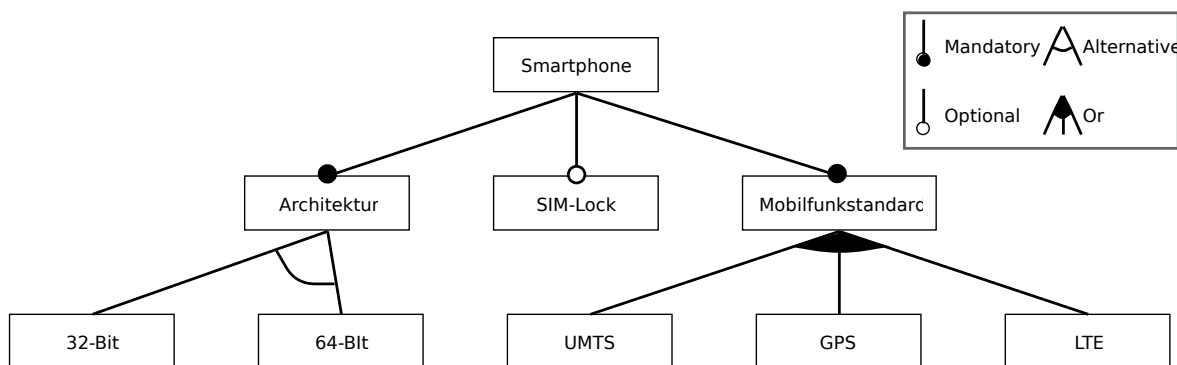 Smartphone
Mandatory
Alternative
Optional
Or
Architektur
SIM-Lock
Mobilfunkstandard
32-Bit
64-BIt
UMTS
GPS
LTE